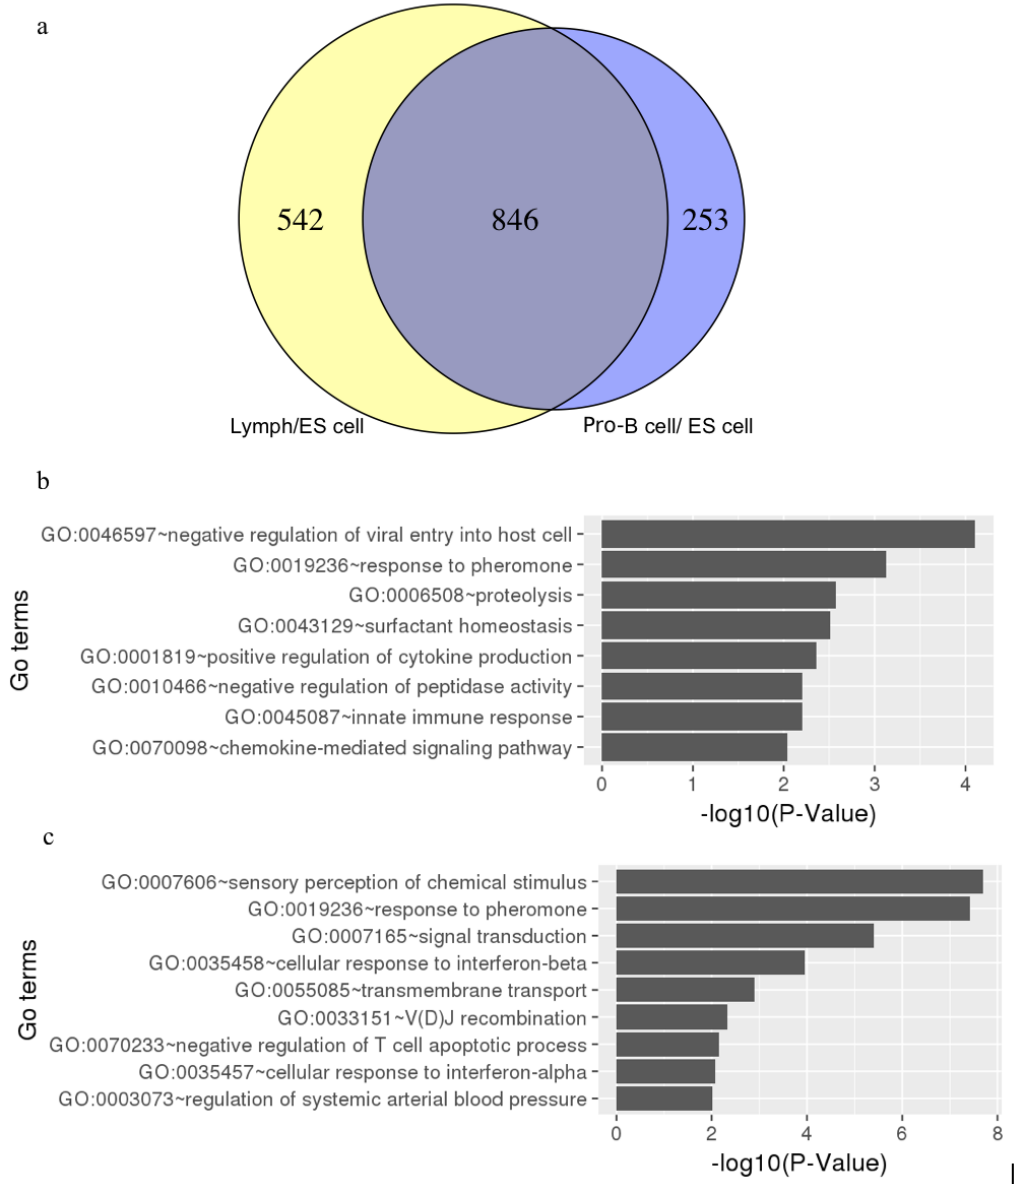 a
542 846 253
Lymph/ES cell Pro-B cell/ ES cell
b
Go terms
GO:0046597~negative regulation of viral entry into host cell
GO:0019236~response to pheromone
GO:0006508~proteolysis
GO:0043129~surfactant homeostasis
GO:0001819~positive regulation of cytokine production
GO:0010466~negative regulation of peptidase activity
GO:0045087~innate immune response
GO:0070098~chemokine-mediated signaling pathway
0 1 2 3 4
-log10(P-Value)
c
Go terms
GO:0007606~sensory perception of chemical stimulus
GO:0019236~response to pheromone
GO:0007165~signal transduction
GO:0035458~cellular response to interferon-beta
GO:0055085~transmembrane transport
GO:0033151~V(D)J recombination
GO:0070233~negative regulation of T cell apoptotic process
GO:0035457~cellular response to interferon-alpha
GO:0003073~regulation of systemic arterial blood pressure
0 2 4 6 8
-log10(P-Value)